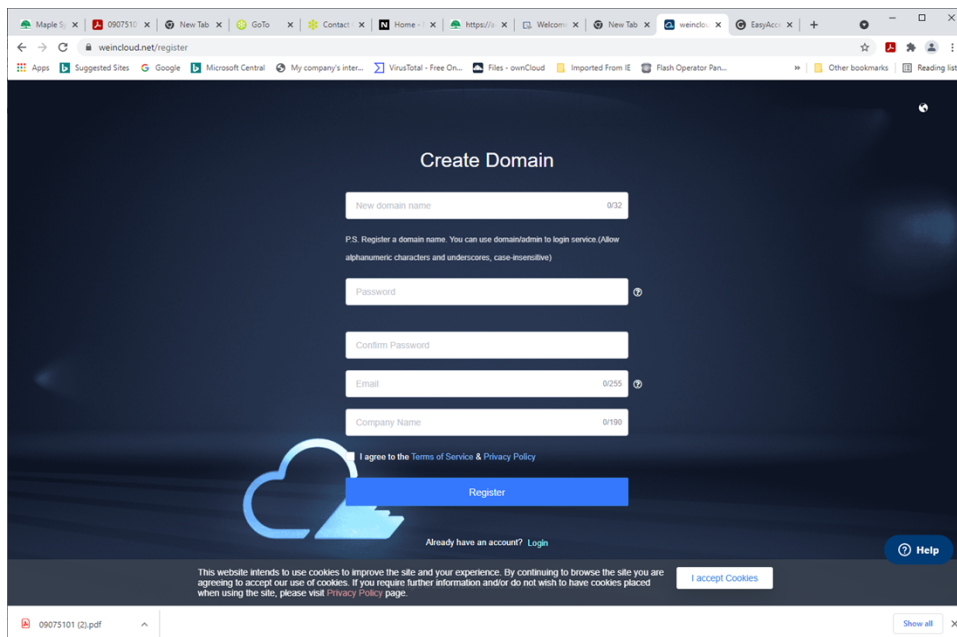 Maple Sy
0907510
New Tab
GoTo
Contact
Home -
https://
Welcom
New Tab
weinclou
EasyAcc
weincloud.net/register
Apps
Suggested Sites
Google
Microsoft Central
My company's inter...
VirusTotal - Free On...
Files - ownCloud
Imported From IE
Flash Operator Pan...
»
Other bookmarks
Reading list
Create Domain
New domain name 0/32
P.S. Register a domain name. You can use domain/admin to login service.(Allow
alphanumeric characters and underscores, case-insensitive)
Password
Confirm Password
Email 0/255
Company Name 0/190
I agree to the Terms of Service & Privacy Policy
Register
Already have an account? Login
Help
This website intends to use cookies to improve the site and your experience. By continuing to browse the site you are
agreeing to accept our use of cookies. If you require further information and/or do not wish to have cookies placed
when using the site, please visit Privacy Policy page.
I accept Cookies
09075101 (2).pdf
Show all